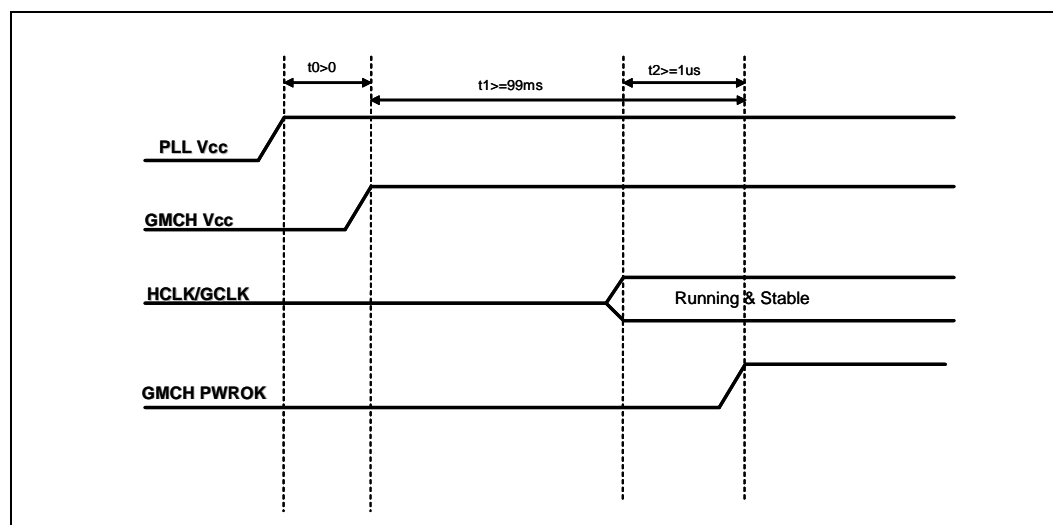 t0>0
t2>=1us
t1>=99ms
PLL Vcc
GMCH Vcc
HCLK/GCLK
Running & Stable
GMCH PWROK